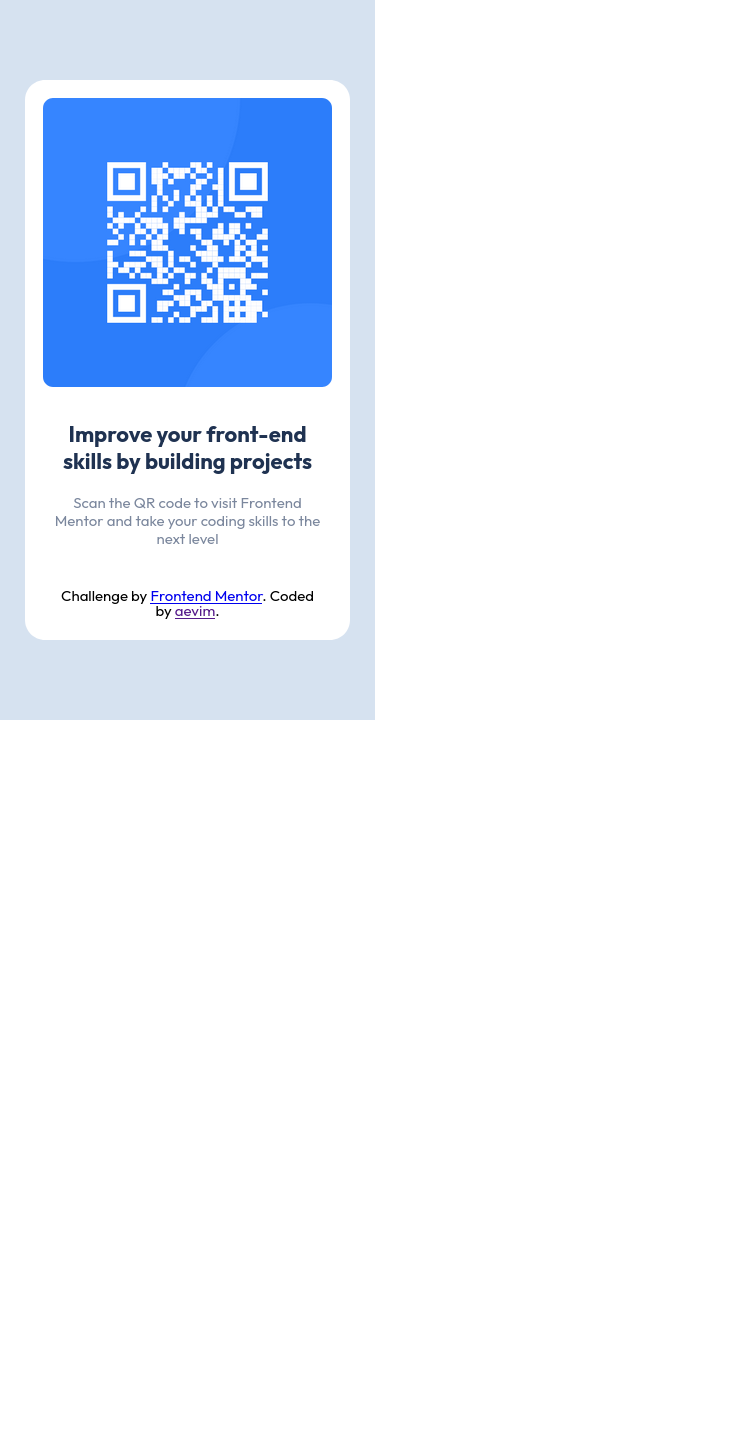 Improve your front-end
skills by building projects
Scan the QR code to visit Frontend
Mentor and take your coding skills to the
next level
Challenge by Frontend Mentor. Coded
by aevim.